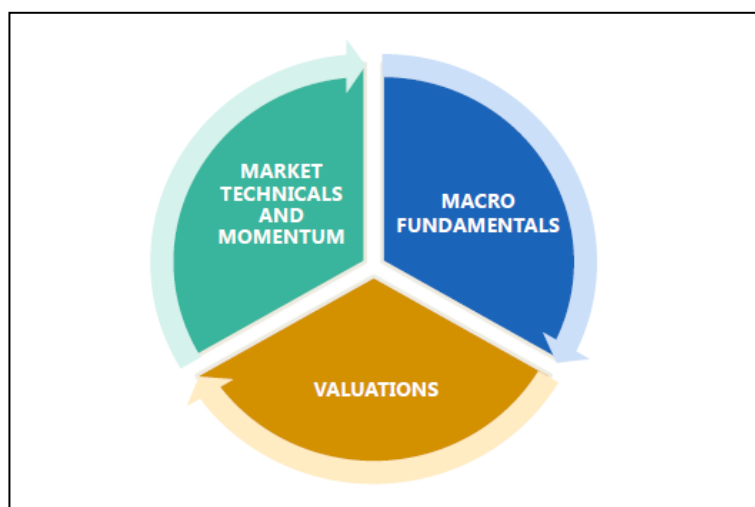 MARKET
TECHNICALS
AND
MOMENTUM
MACRO
FUNDAMENTALS
VALUATIONS